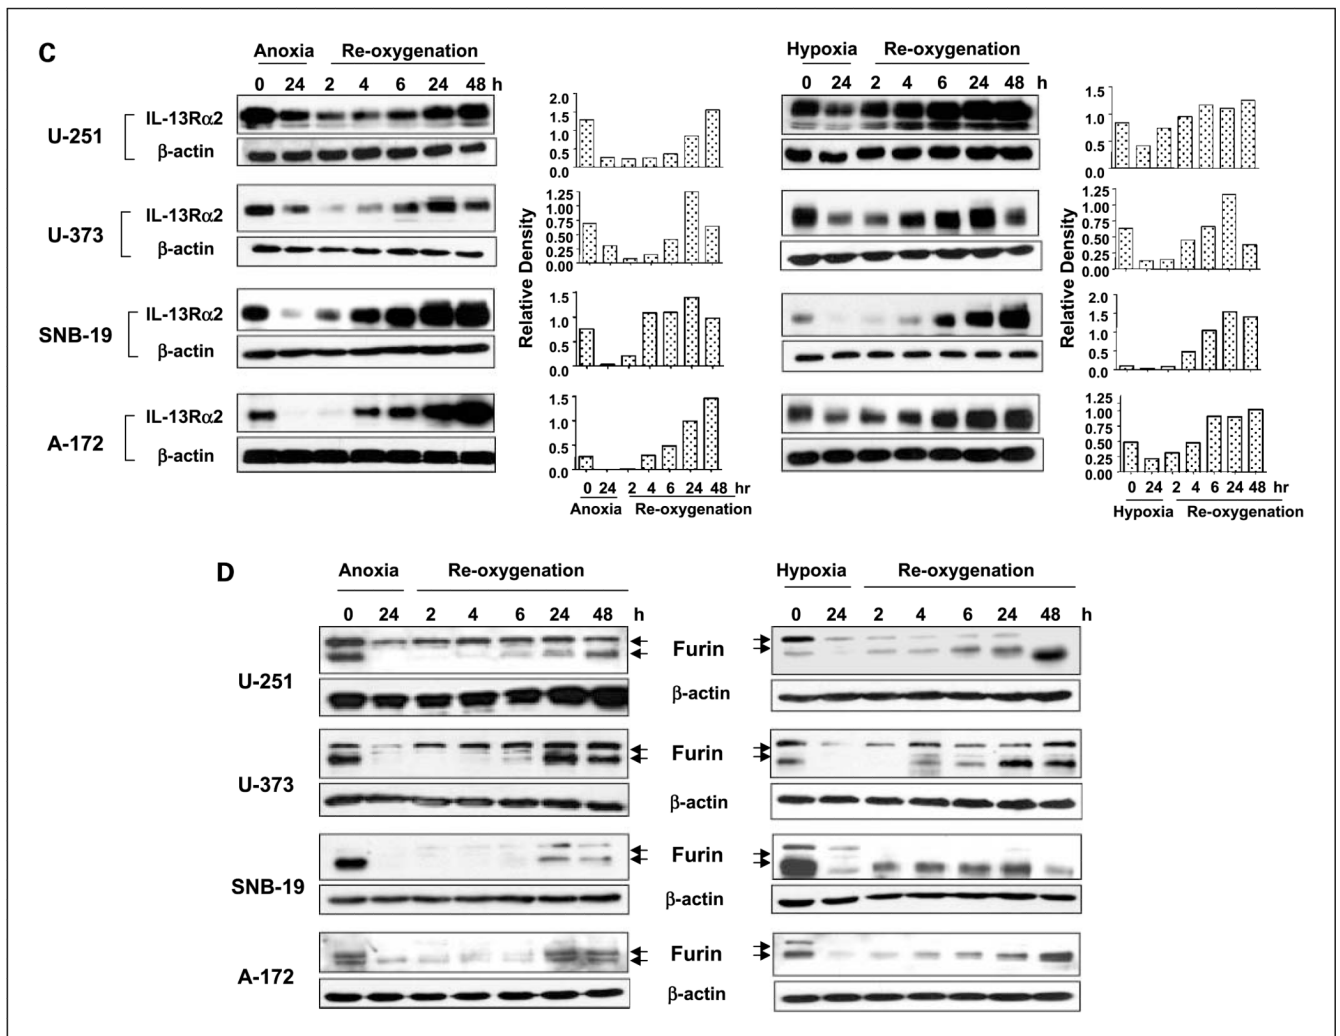 C
Anoxia Re-oxygenation
0 24 2 4 6 24 48 h
U-251
IL-13Rα2
β-actin
U-373
IL-13Rα2
β-actin
SNB-19
IL-13Rα2
β-actin
A-172
IL-13Rα2
β-actin
Relative Density
2.0
1.5
1.0
0.5
0.0
1.25
1.00
0.75
0.50
0.25
0.00
1.5
1.0
0.5
0.0
1.5
1.0
0.5
0.0
0 24 2 4 6 24 48 hr
Anoxia Re-oxygenation
Hypoxia Re-oxygenation
0 24 2 4 6 24 48 h
Relative Density
1.5
1.0
0.5
0.0
1.25
1.00
0.75
0.50
0.25
0.00
2.0
1.5
1.0
0.5
0.0
1.25
1.00
0.75
0.50
0.25
0.00
0 24 2 4 6 24 48 hr
Hypoxia Re-oxygenation
D
Anoxia Re-oxygenation
0 24 2 4 6 24 48 h
Hypoxia Re-oxygenation
0 24 2 4 6 24 48
U-251
Furin
β-actin
U-373
Furin
β-actin
SNB-19
Furin
β-actin
A-172
Furin
β-actin